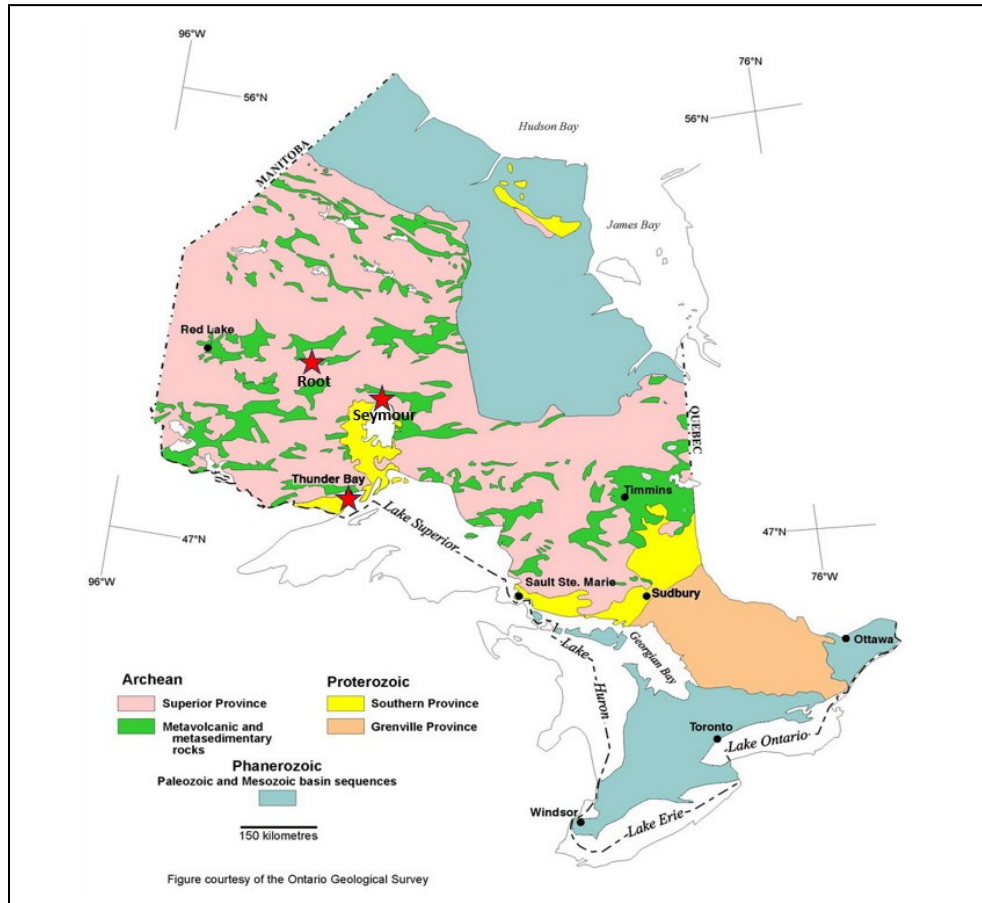 96°W
76°N
56°N
56°N
Hudson Bay
MANITOBA
James Bay
Red Lake
Root
Seymour
QUEBEC
Thunder Bay
Timmins
Lake Superior
47°N
47°N
96°W
76°W
Sault Ste. Marie
Sudbury
Ottawa
Georgian Bay
Lake
Huron
Toronto
Lake Ontario
Windsor
Lake Erie
Archean
Superior Province
Metavolcanic and
metasedimentary
rocks
Proterozoic
Southern Province
Grenville Province
Phanerozoic
Paleozoic and Mesozoic basin sequences
150 kilometres
Figure courtesy of the Ontario Geological Survey